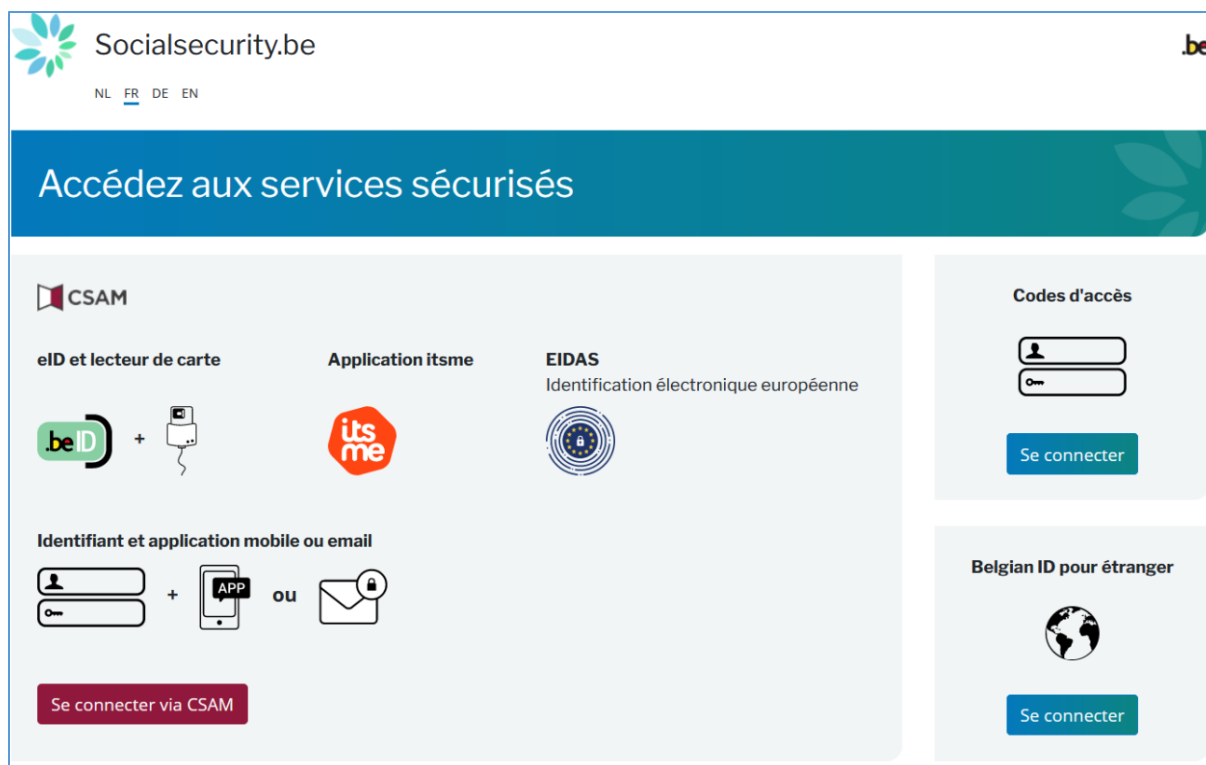 Socialsecurity.be
.be
NL FR DE EN
Accédez aux services sécurisés
CSAM
eID et lecteur de carte
Application itsme
EIDAS
Identification électronique européenne
.beID
+
itsme
Identifiant et application mobile ou email
+
APP
ou
Se connecter via CSAM
Codes d'accès
Se connecter
Belgian ID pour étranger
Se connecter